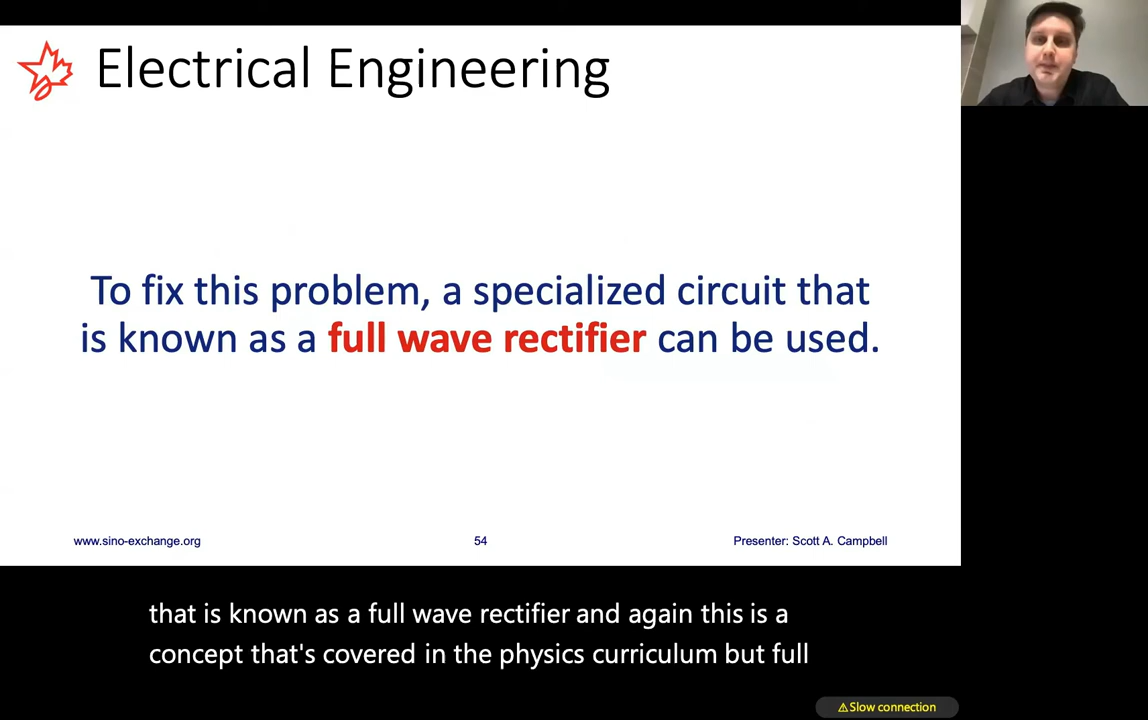 Electrical Engineering
To fix this problem, a specialized circuit that
is known as a full wave rectifier can be used.
www.sino-exchange.org
54
Presenter: Scott A. Campbell
that is known as a full wave rectifier and again this is a
concept that's covered in the physics curriculum but full
⚠Slow connection